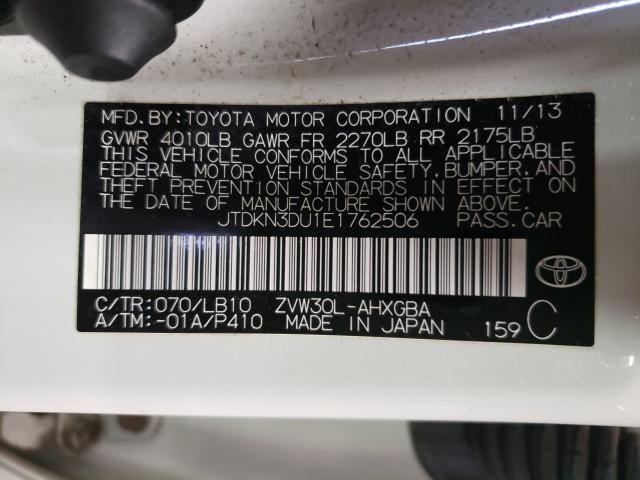 MFD. BY: TOYOTA MOTOR CORPORATION 11/13
GVWR 4010LB GAWR FR 2270LB RR 2175LB
THIS VEHICLE CONFORMS TO ALL APPLICABLE
FEDERAL MOTOR VEHICLE SAFETY, BUMPER, AND
THEFT PREVENTION STANDARDS IN EFFECT ON
THE DATE OF MANUFACTURE SHOWN ABOVE.
JTDKN3DU1E1762506 PASS. CAR
C/TR: 070/LB10 ZVW30L-AHXGBA
A/TM: -01A/P410 MADE IN JAPAN 159 C